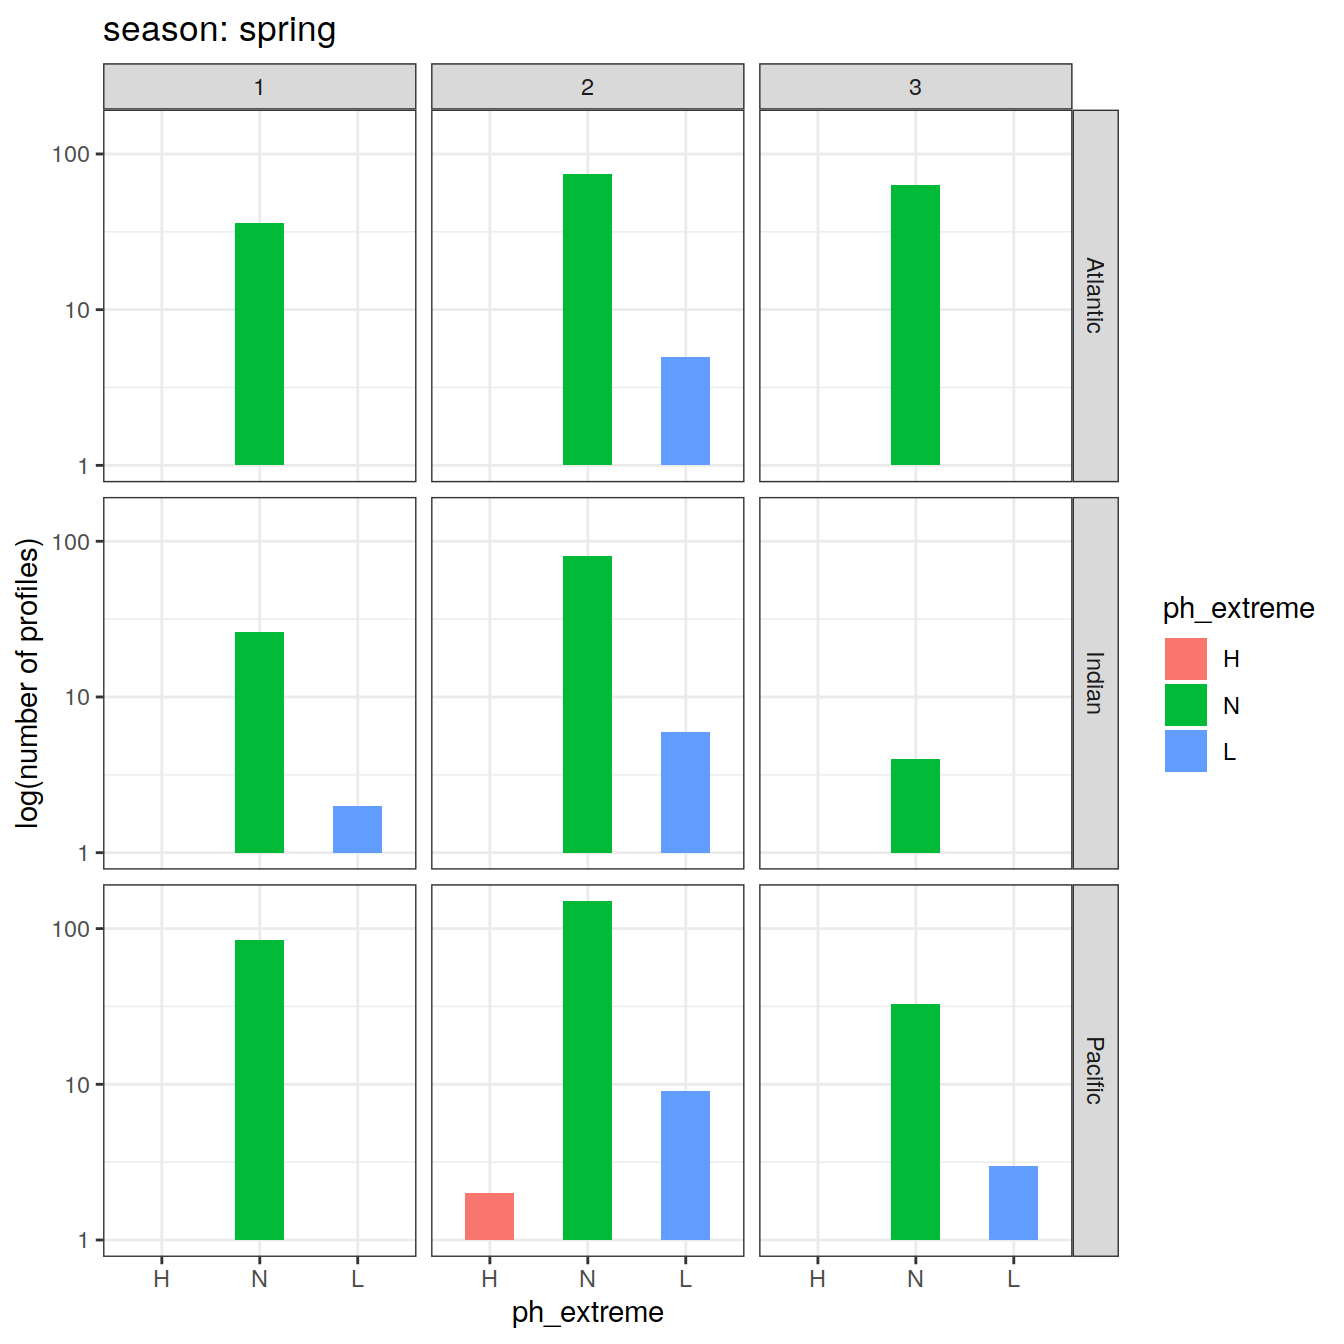 season: spring
1 2 3
100
10
1
Atlantic
100
10
1
Indian
100
10
1
Pacific
H N L H N L H N L
ph_extreme
log(number of profiles)
ph_extreme
H
N
L